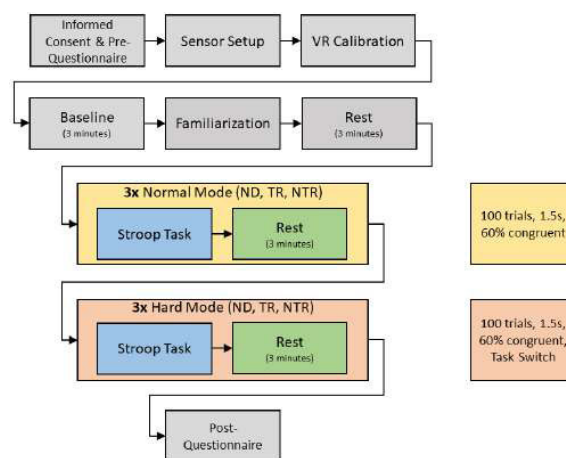 Informed
Consent & Pre-
Questionnaire
Sensor Setup
VR Calibration
Baseline
(3 minutes)
Familiarization
Rest
(3 minutes)
3x Normal Mode (ND, TR, NTR)
Stroop Task
Rest
(3 minutes)
100 trials, 1.5s,
60% congruent
3x Hard Mode (ND, TR, NTR)
Stroop Task
Rest
(3 minutes)
100 trials, 1.5s,
60% congruent,
Task Switch
Post-
Questionnaire